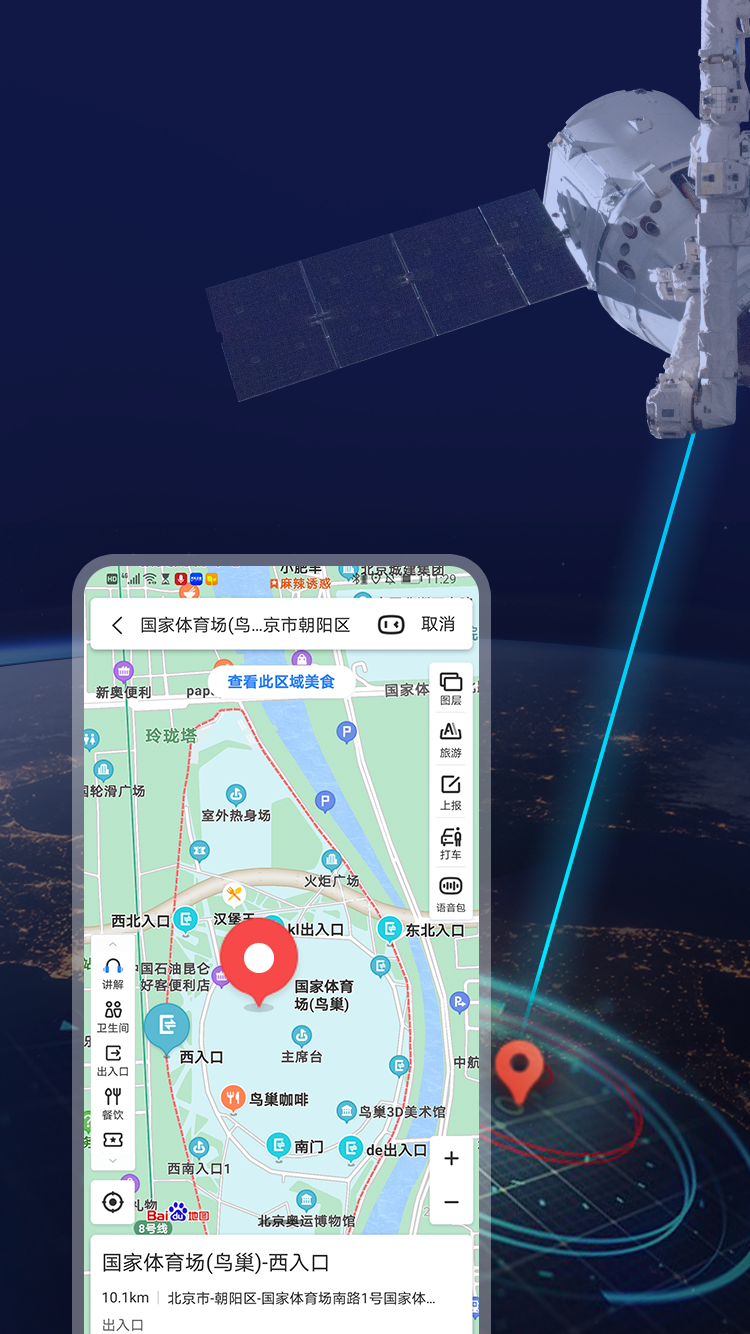 小肥羊
北京城建集团
HD
麻辣诱惑
11:29
国家体育场(鸟...京市朝阳区
取消
查看此区域美食
新奥便利
pap
国家体
图层
玲珑塔
P
旅游
国轮滑广场
P
上报
室外热身场
打车
火炬广场
语音包
西北入口
汉堡王
kl出入口
东北入口
讲解
中国石油昆仑
好客便利店
国家体育
场(鸟巢)
卫生间
西入口
主席台
出入口
中航
餐饮
鸟巢咖啡
鸟巢3D美术馆
南门
de出入口
西南入口1
礼物
Bai du 地图
8号线
北京奥运博物馆
国家体育场(鸟巢)-西入口
10.1km
北京市-朝阳区-国家体育场南路1号国家体...
出入口